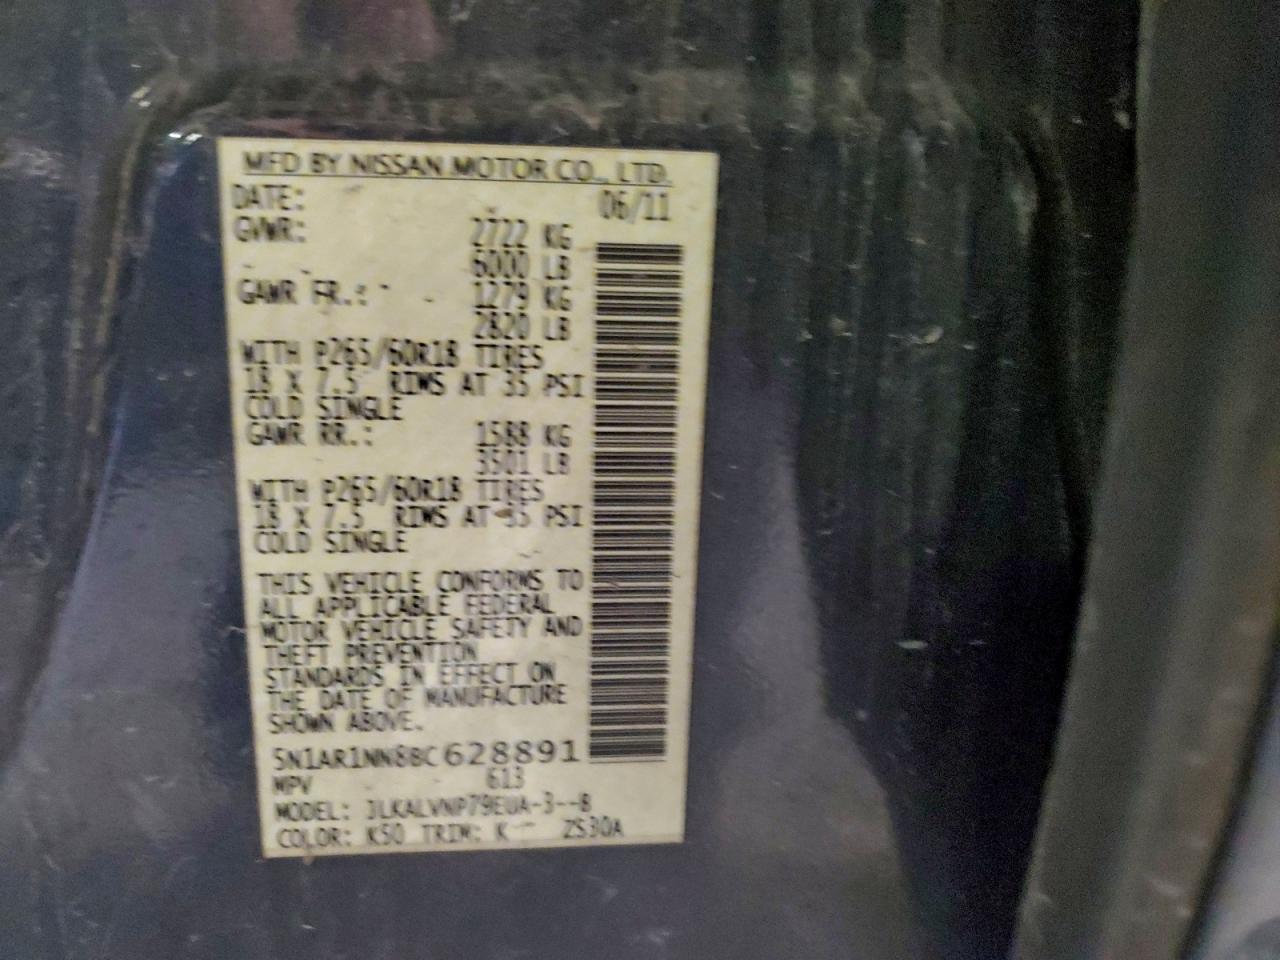 MFD BY NISSAN MOTOR CO., LTD.
DATE: 06/11
GVWR: 2722 KG
6000 LB
GAWR FR.: 1279 KG
2820 LB
WITH P265/60R18 TIRES
18 X 7.5 RIMS AT 35 PSI
COLD SINGLE
GAWR RR.: 1588 KG
3501 LB
WITH P265/60R18 TIRES
18 X 7.5 RIMS AT 35 PSI
COLD SINGLE
THIS VEHICLE CONFORMS TO
ALL APPLICABLE FEDERAL
MOTOR VEHICLE SAFETY AND
THEFT PREVENTION
STANDARDS IN EFFECT ON
THE DATE OF MANUFACTURE
SHOWN ABOVE.
5N1AR1NN8BC628891
MPV 613
MODEL: JLKALVNP79EUA-3--B
COLOR: K50 TRIM: K ZS30A